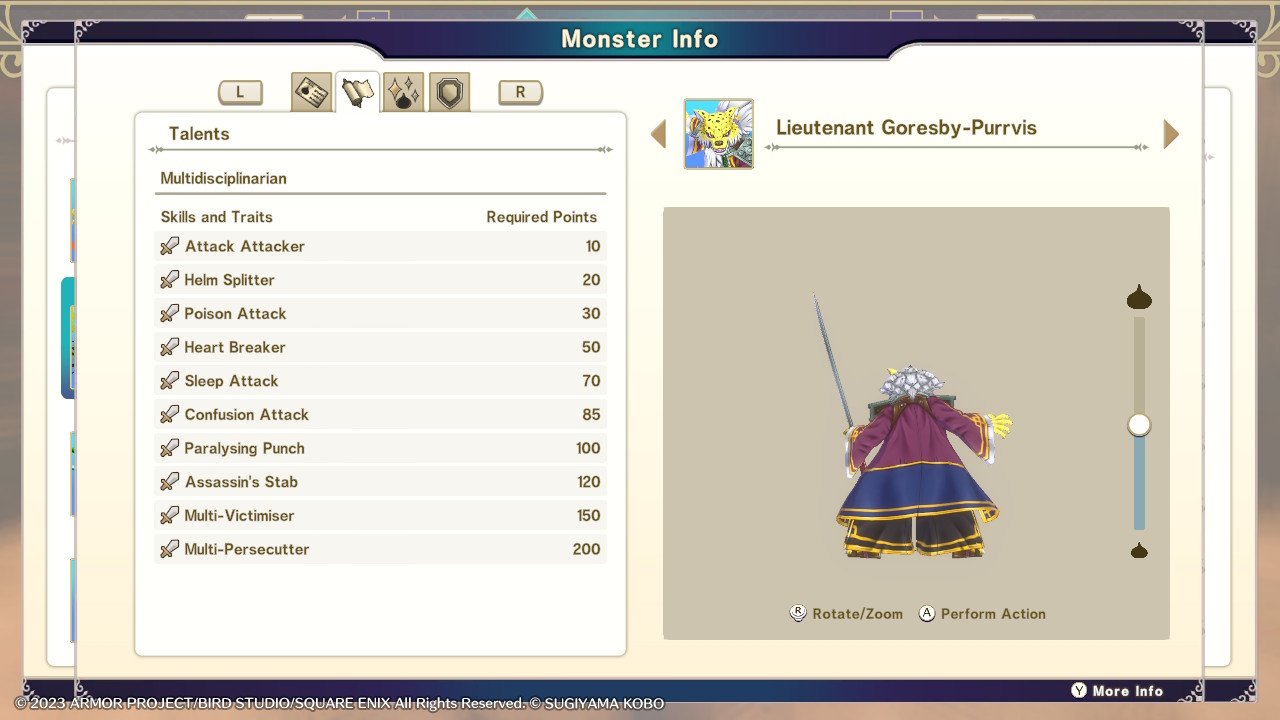 Monster Info
L
R
Talents
Multidisciplinarian
Skills and Traits Required Points
Attack Attacker 10
Helm Splitter 20
Poison Attack 30
Heart Breaker 50
Sleep Attack 70
Confusion Attack 85
Paralysing Punch 100
Assassin's Stab 120
Multi-Victimiser 150
Multi-Persecutter 200
Lieutenant Goresby-Purrvis
R Rotate/Zoom A Perform Action
Y More Info
© 2023 ARMOR PROJECT/BIRD STUDIO/SQUARE ENIX All Rights Reserved. © SUGIYAMA KOBO